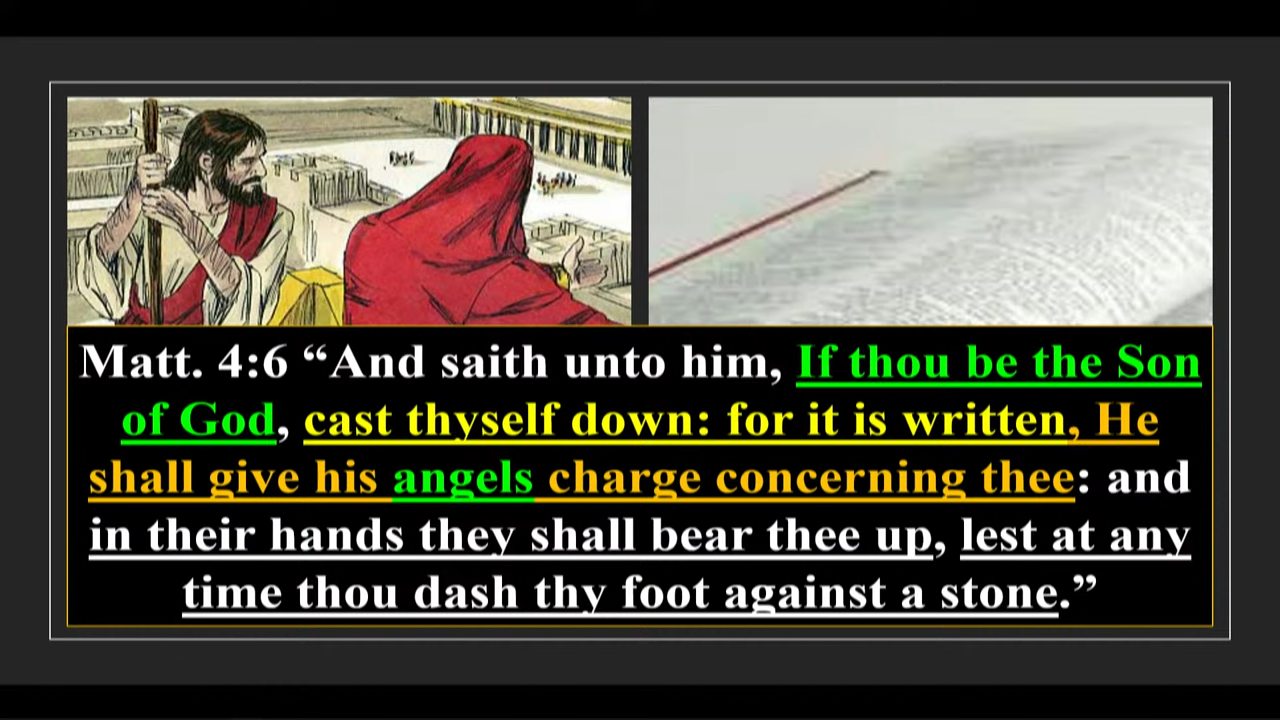 Matt. 4:6 “And saith unto him, If thou be the Son
of God, cast thyself down: for it is written, He
shall give his angels charge concerning thee: and
in their hands they shall bear thee up, lest at any
time thou dash thy foot against a stone.”